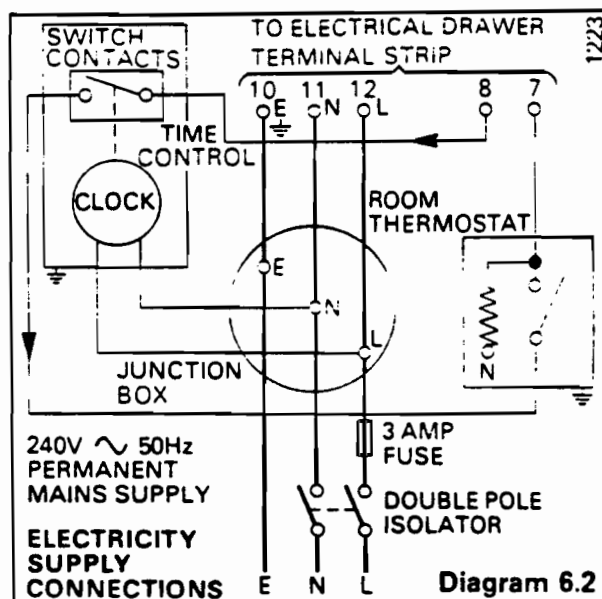 SWITCH CONTACTS
TO ELECTRICAL DRAWER
TERMINAL STRIP
1223
10 11 12 8 7
E N L
TIME CONTROL
CLOCK
ROOM THERMOSTAT
E
N
L
N
JUNCTION BOX
3 AMP FUSE
240V ~ 50Hz
PERMANENT
MAINS SUPPLY
DOUBLE POLE
ISOLATOR
ELECTRICITY
SUPPLY
CONNECTIONS
E N L
Diagram 6.2